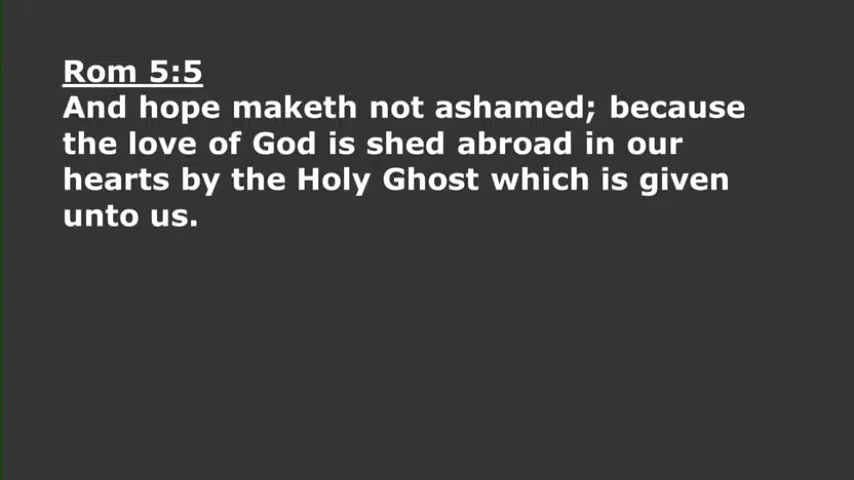 Rom 5:5
And hope maketh not ashamed; because
the love of God is shed abroad in our
hearts by the Holy Ghost which is given
unto us.